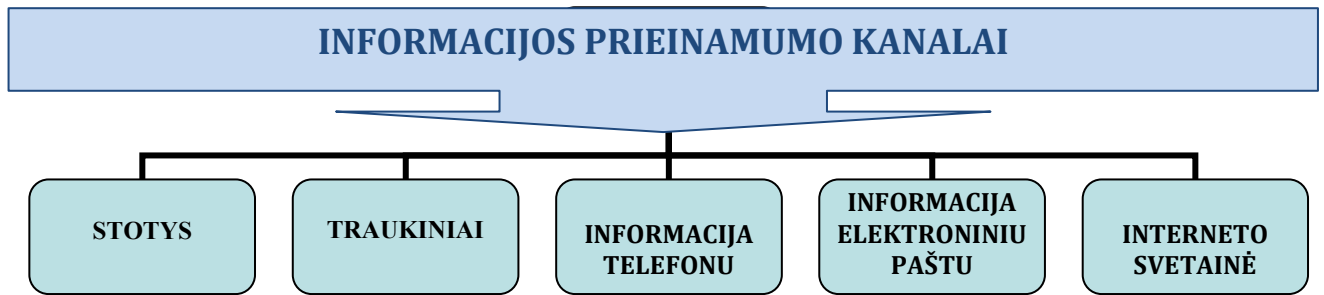 INFORMACIJOS PRIEINAMUMO KANALAI
STOTYS
TRAUKINIAI
INFORMACIJA
TELEFONU
INFORMACIJA
ELEKTRONINIU
PAŠTU
INTERNETO
SVETAINĖ